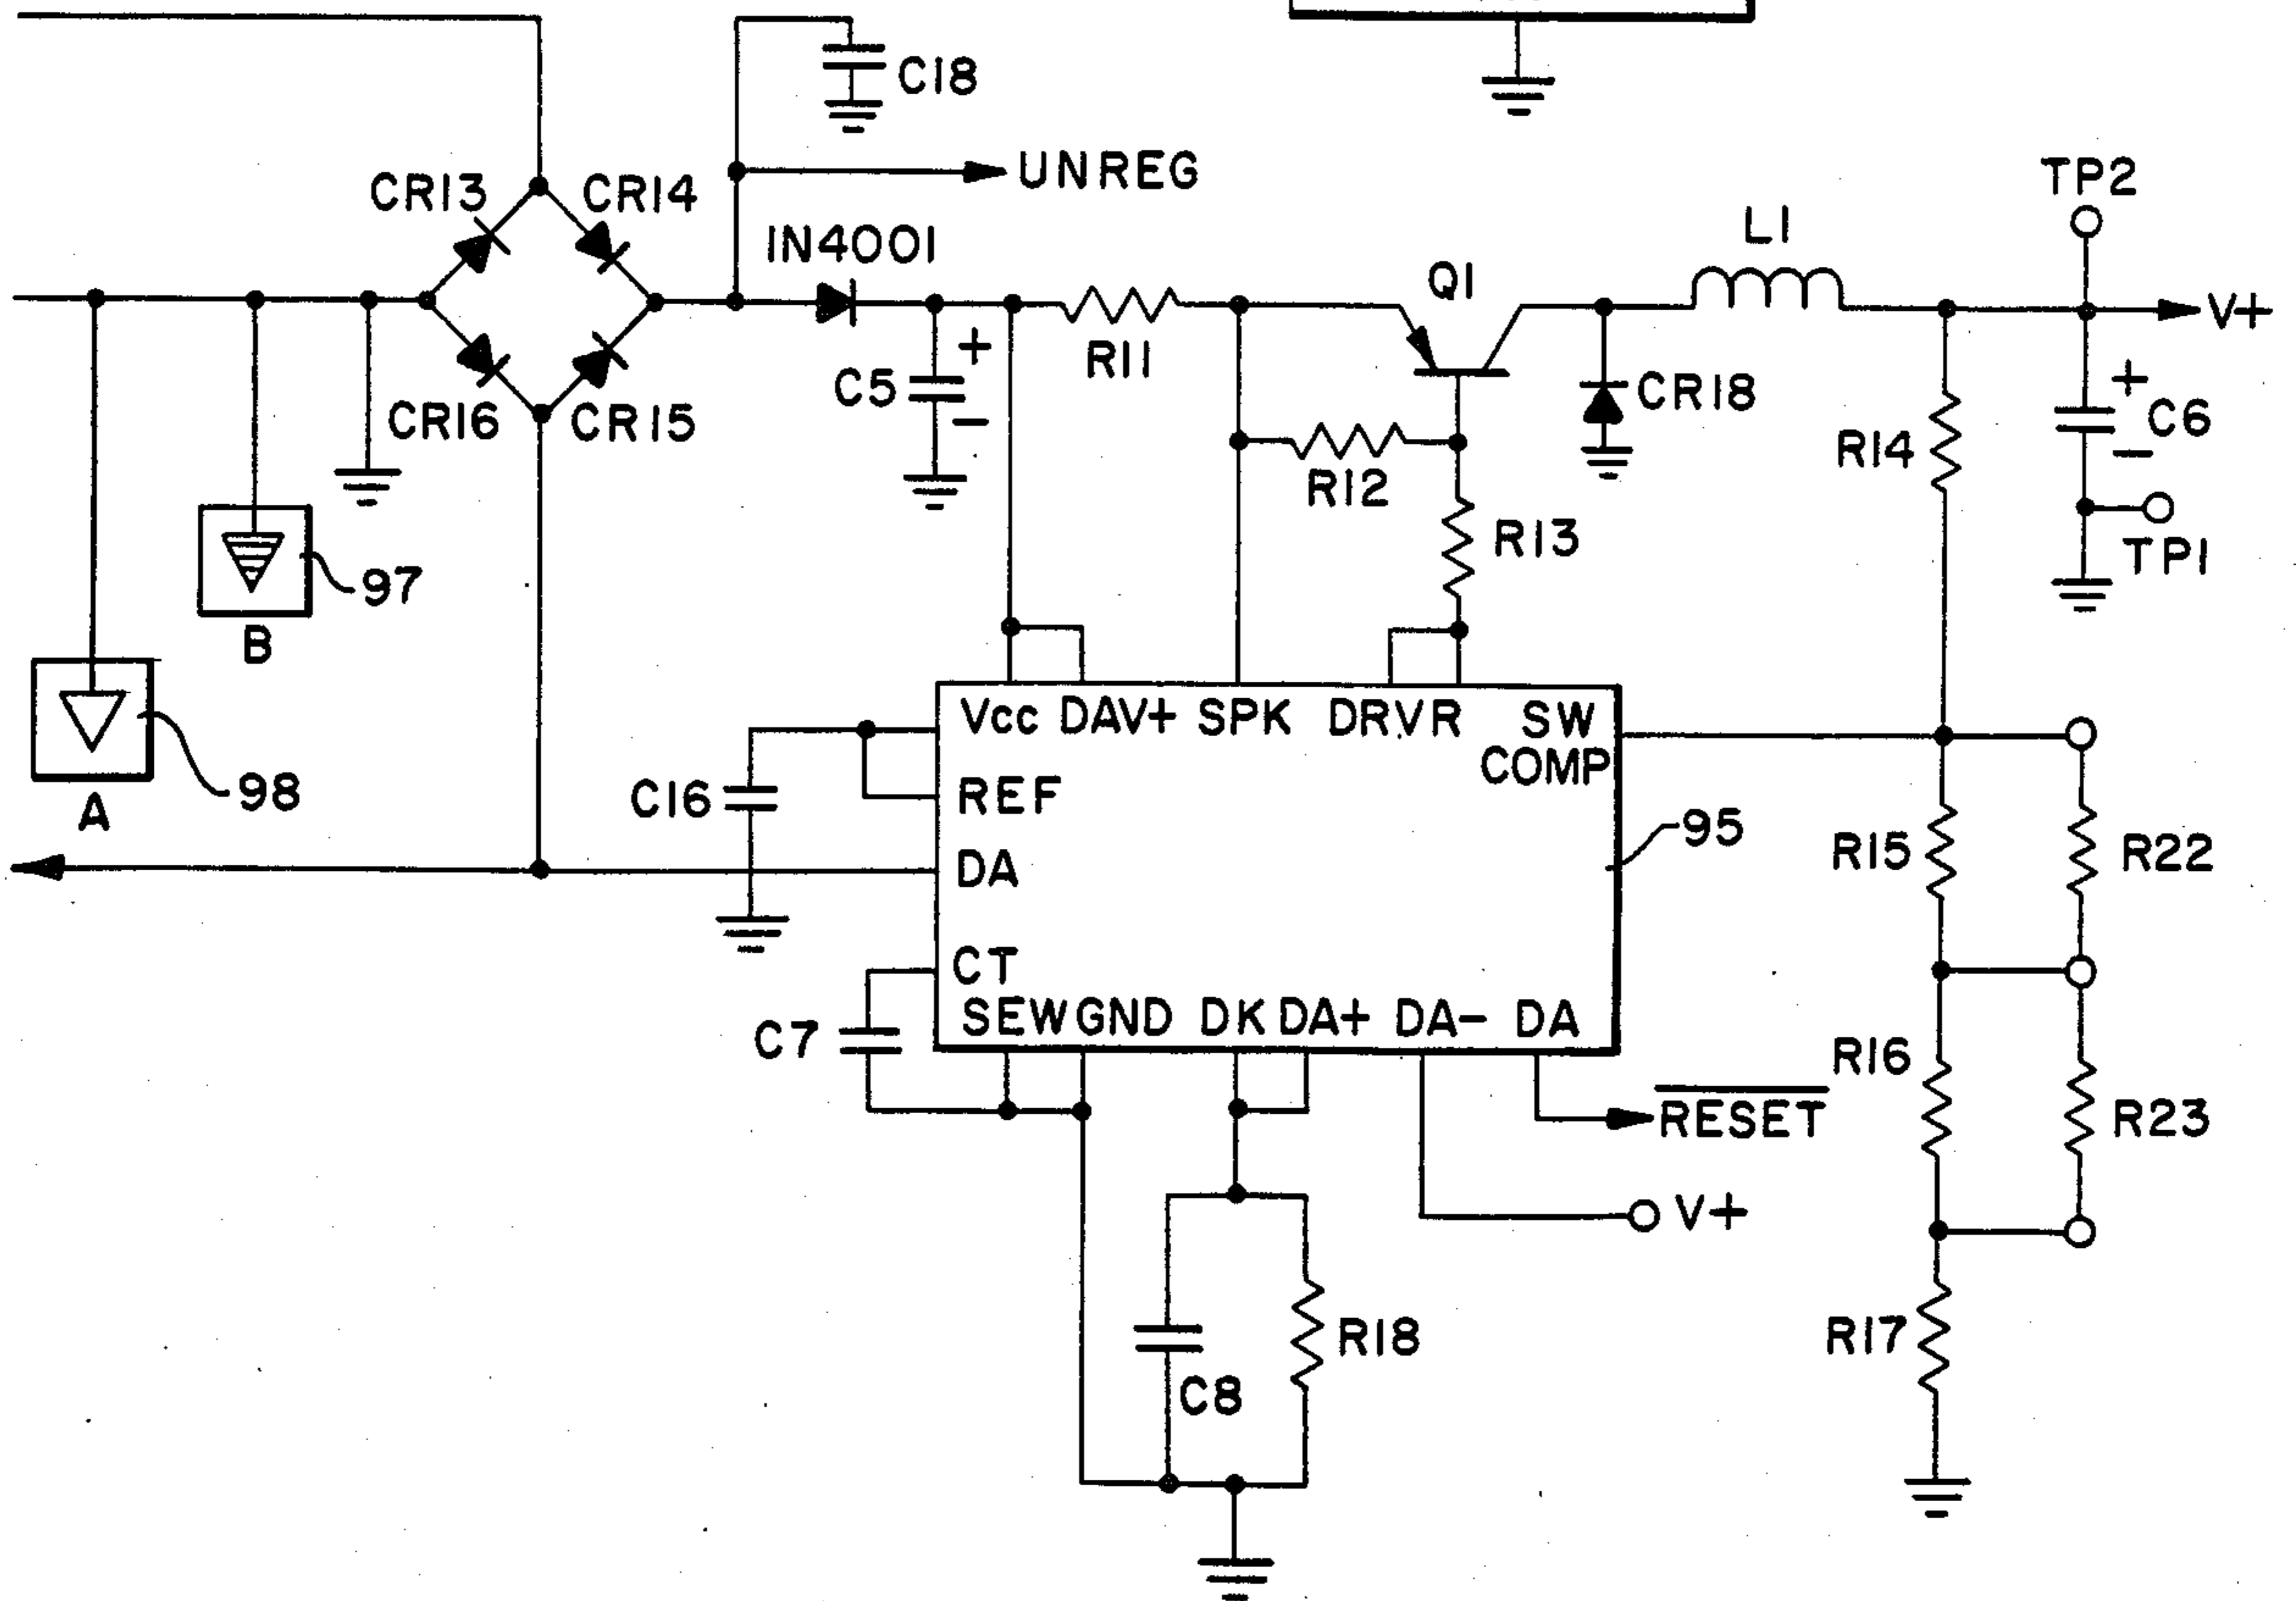 C18
UNREG
TP2
CR13
CR14
1N4001
L1
Q1
V+
+
C5
−
R11
CR18
+
C6
−
CR16
CR15
R14
R12
R13
TP1
97
B
Vcc DAV+ SPK DRVR SW
COMP
98
A
C16
REF
95
DA
R15
R22
CT
C7
SEW GND DK DA+ DA− DA
R16
RESET
R23
V+
R18
R17
C8